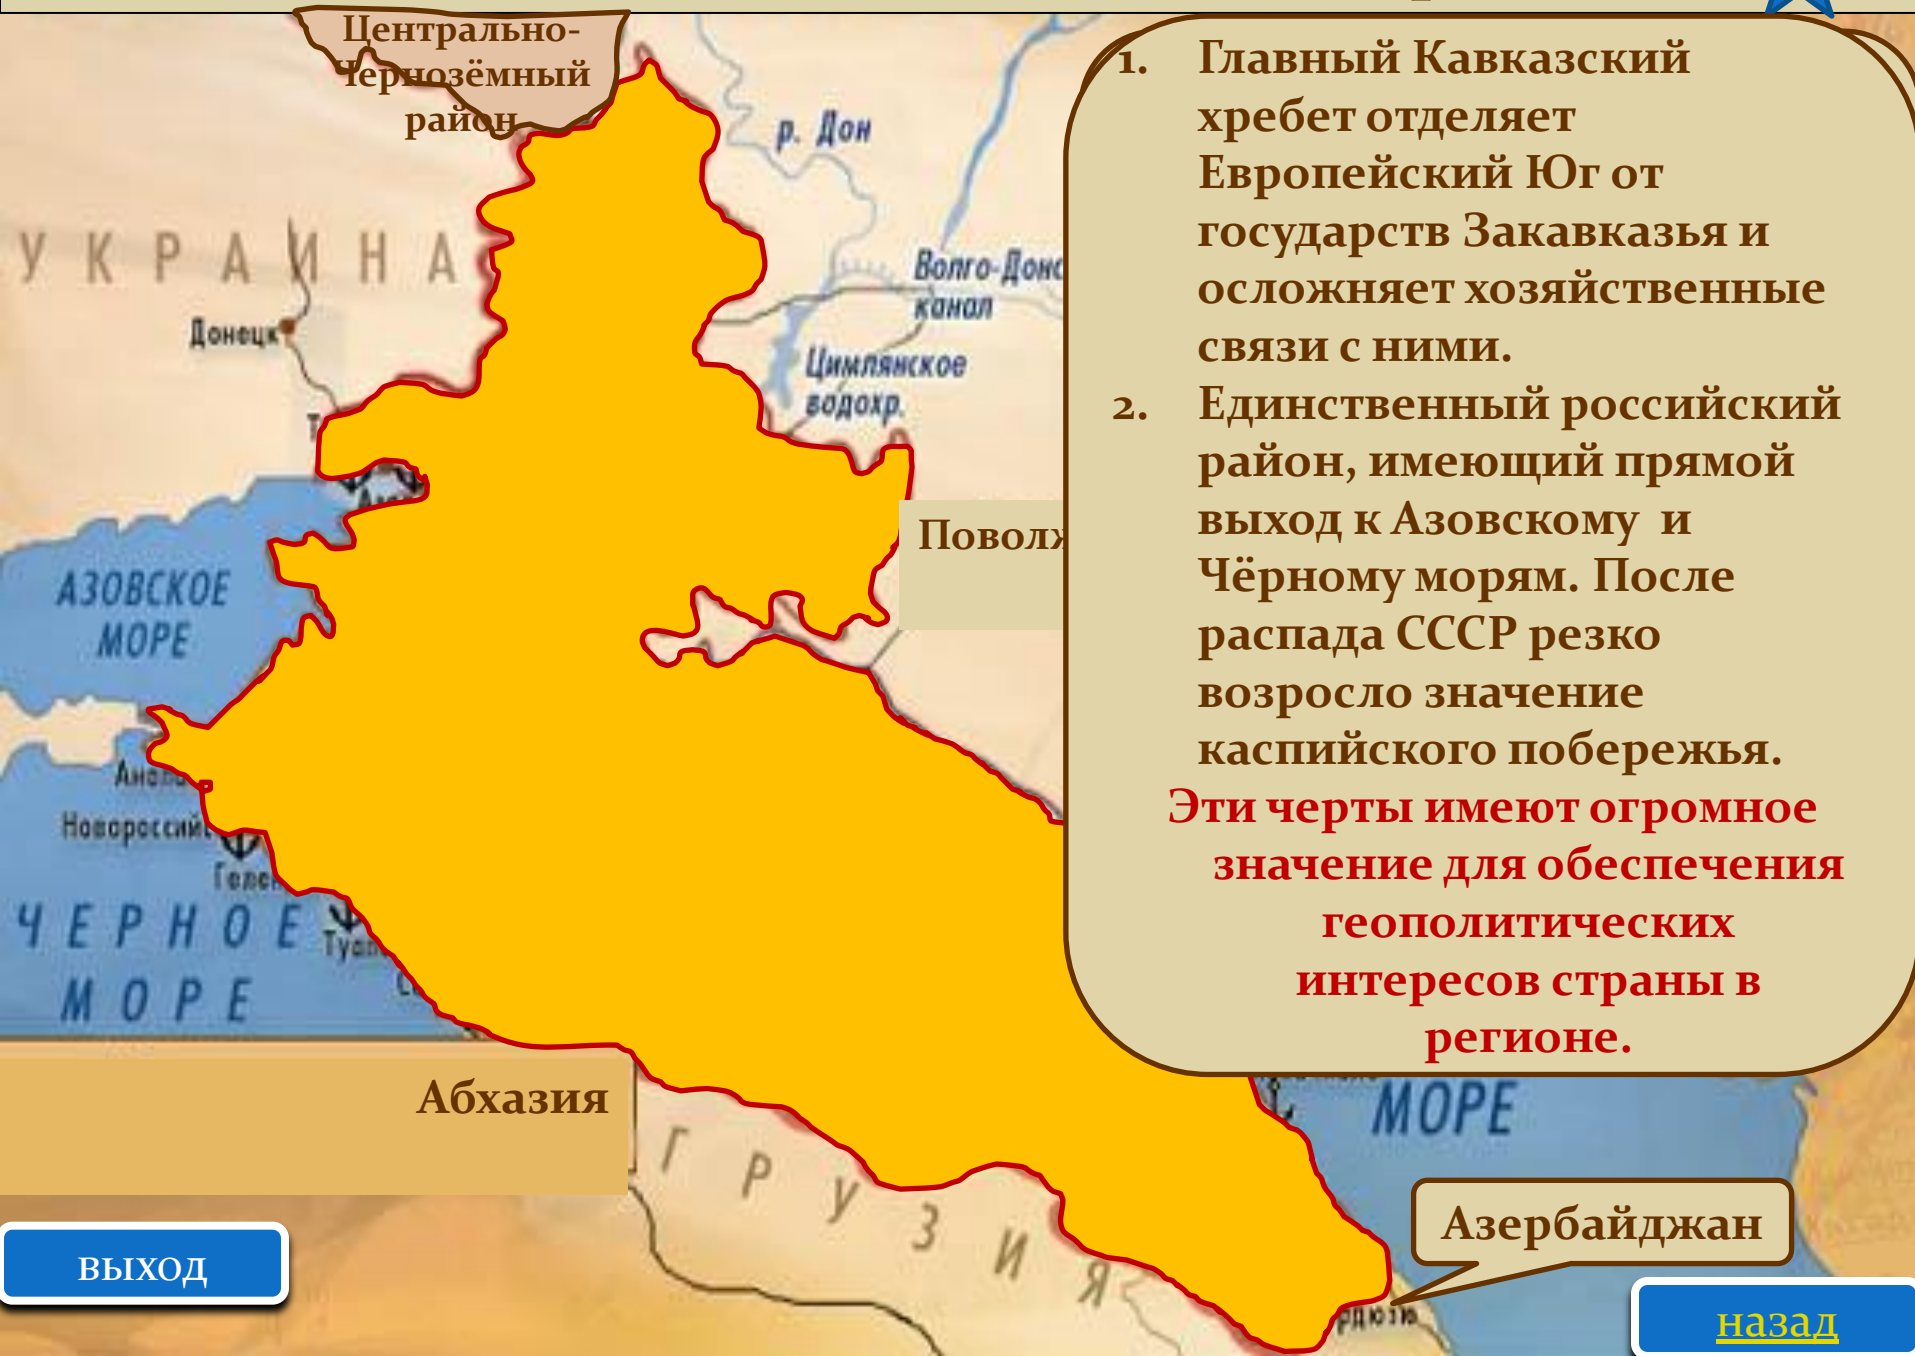 Центрально-
Чернозёмный
район
р. Дон
УКРАИНА
Донецк
Волго-Донс
канал
Цимлянское
водохр.
Поволж
АЗОВСКОЕ
МОРЕ
Анапа
Новороссий
Гелен
Туап
ЧЕРНОЕ
МОРЕ
1. Главный Кавказский
хребет отделяет
Европейский Юг от
государств Закавказья и
осложняет хозяйственные
связи с ними.
2. Единственный российский
район, имеющий прямой
выход к Азовскому и
Чёрному морям. После
распада СССР резко
возросло значение
каспийского побережья.
Эти черты имеют огромное
значение для обеспечения
геополитических
интересов страны в
регионе.
Абхазия
ГРУЗИЯ
МОРЕ
Азербайджан
выход
назад